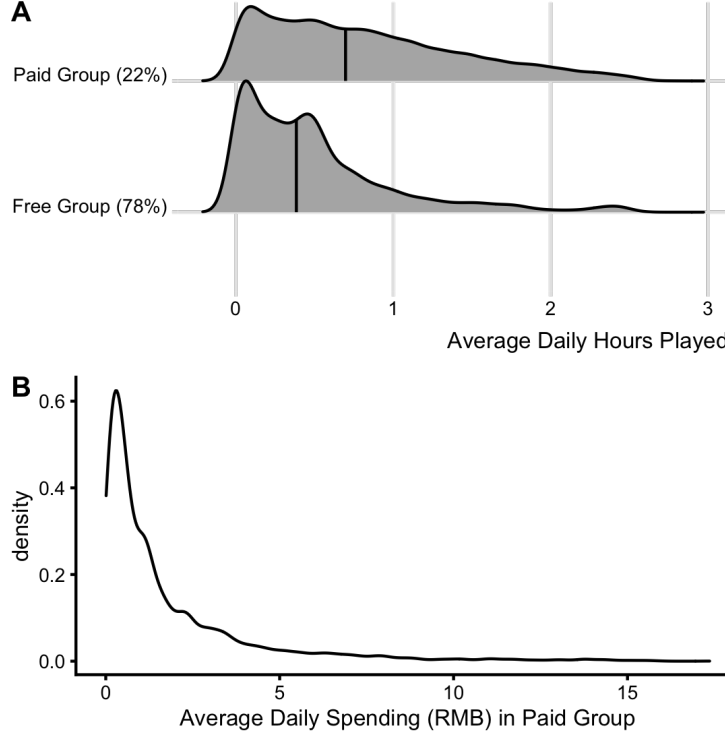 A
Paid Group (22%)
Free Group (78%)
0 1 2 3
Average Daily Hours Played
B
0.6
0.4
0.2
0.0
density
0 5 10 15
Average Daily Spending (RMB) in Paid Group